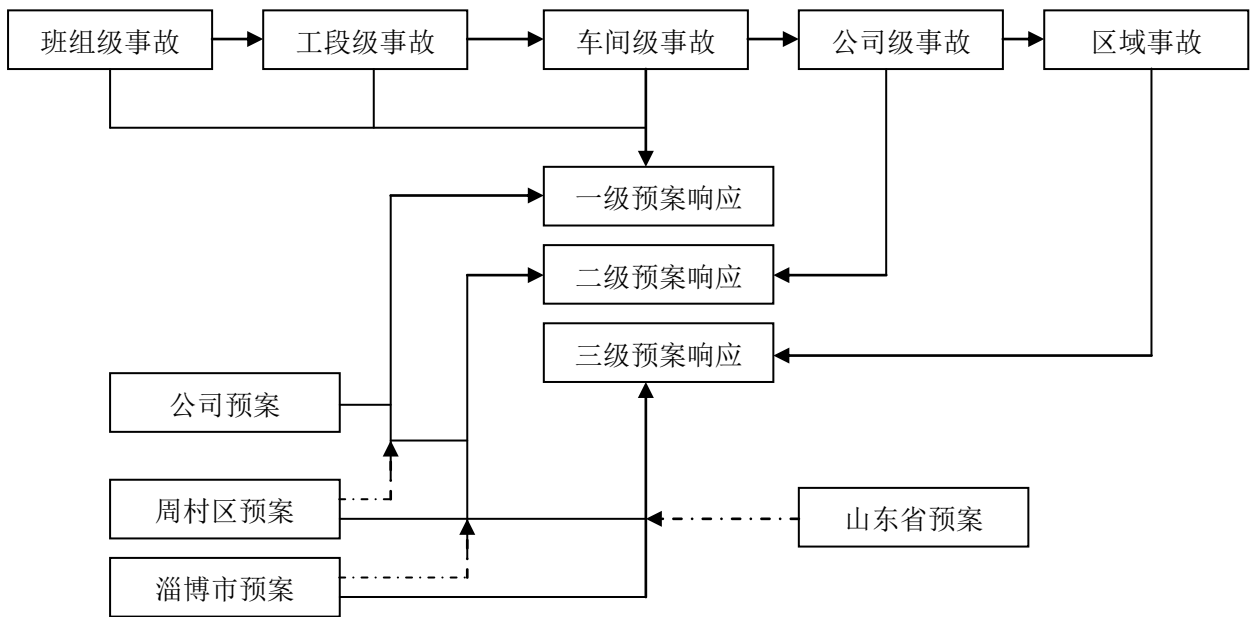 班组级事故
工段级事故
车间级事故
公司级事故
区域事故
一级预案响应
二级预案响应
三级预案响应
公司预案
周村区预案
山东省预案
淄博市预案